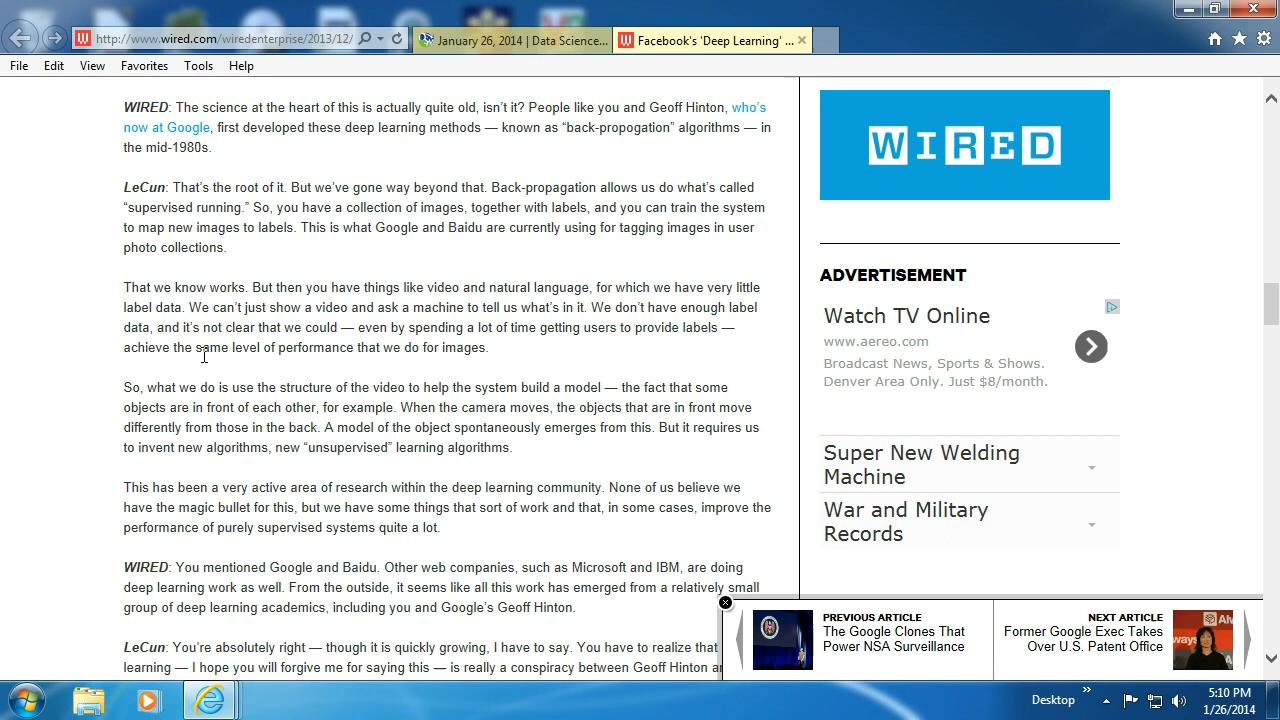 http://www.wired.com/wiredenterprise/2013/12/
January 26, 2014 | Data Science...
Facebook's 'Deep Learning' ...
File Edit View Favorites Tools Help
WIRED: The science at the heart of this is actually quite old, isn't it? People like you and Geoff Hinton, who's
now at Google, first developed these deep learning methods — known as “back-propogation” algorithms — in
the mid-1980s.
LeCun: That's the root of it. But we've gone way beyond that. Back-propagation allows us do what's called
“supervised running.” So, you have a collection of images, together with labels, and you can train the system
to map new images to labels. This is what Google and Baidu are currently using for tagging images in user
photo collections.
That we know works. But then you have things like video and natural language, for which we have very little
label data. We can't just show a video and ask a machine to tell us what's in it. We don't have enough label
data, and it's not clear that we could — even by spending a lot of time getting users to provide labels —
achieve the same level of performance that we do for images.
So, what we do is use the structure of the video to help the system build a model — the fact that some
objects are in front of each other, for example. When the camera moves, the objects that are in front move
differently from those in the back. A model of the object spontaneously emerges from this. But it requires us
to invent new algorithms, new “unsupervised” learning algorithms.
This has been a very active area of research within the deep learning community. None of us believe we
have the magic bullet for this, but we have some things that sort of work and that, in some cases, improve the
performance of purely supervised systems quite a lot.
WIRED: You mentioned Google and Baidu. Other web companies, such as Microsoft and IBM, are doing
deep learning work as well. From the outside, it seems like all this work has emerged from a relatively small
group of deep learning academics, including you and Google's Geoff Hinton.
LeCun: You're absolutely right — though it is quickly growing, I have to say. You have to realize that
learning — I hope you will forgive me for saying this — is really a conspiracy between Geoff Hinton
WIRED
ADVERTISEMENT
Watch TV Online
www.aereo.com
Broadcast News, Sports & Shows.
Denver Area Only. Just $8/month.
Super New Welding
Machine
War and Military
Records
PREVIOUS ARTICLE
The Google Clones That
Power NSA Surveillance
NEXT ARTICLE
Former Google Exec Takes
Over U.S. Patent Office
Desktop
5:10 PM
1/26/2014